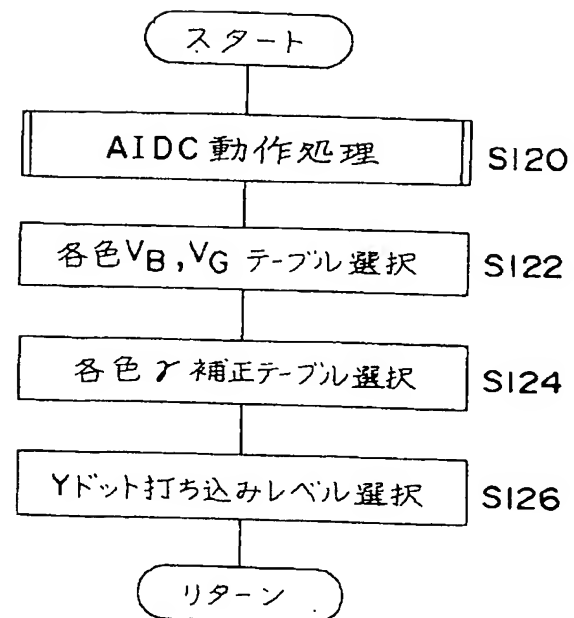 スタート
AIDC動作処理 S120
各色VB,VG テーブル選択 S122
各色γ補正テーブル選択 S124
Yドット打ち込みレベル選択 S126
リターン